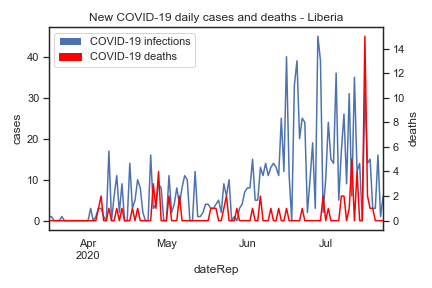 New COVID-19 daily cases and deaths - Liberia
COVID-19 infections
COVID-19 deaths
cases
40
30
20
10
0
deaths
14
12
10
8
6
4
2
0
Apr
2020
May
Jun
Jul
dateRep